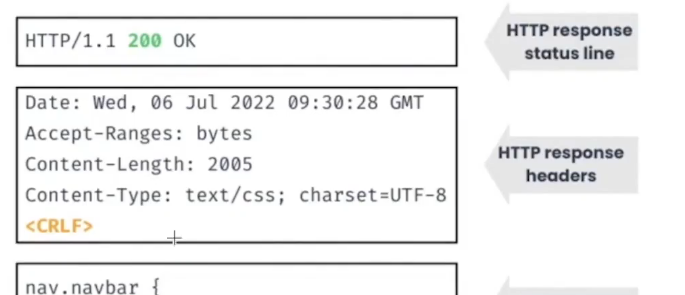 HTTP/1.1 200 OK
HTTP response
status line
Date: Wed, 06 Jul 2022 09:30:28 GMT
Accept-Ranges: bytes
Content-Length: 2005
Content-Type: text/css; charset=UTF-8
<CRLF>
HTTP response
headers
nav.navbar {